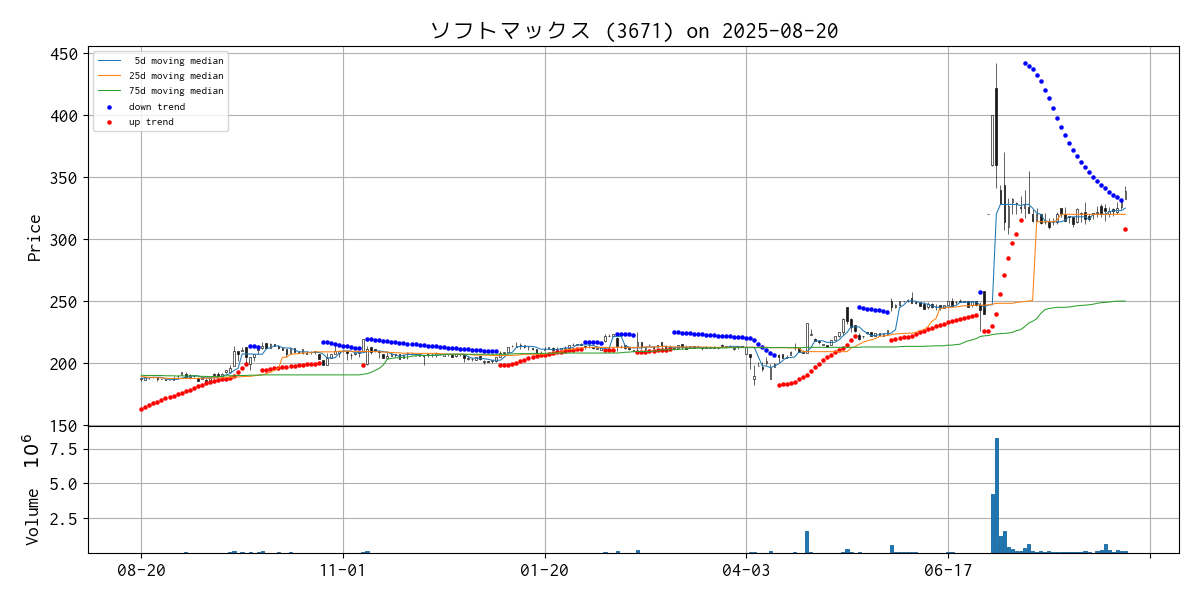 ソフトマックス (3671) on 2025-08-20
450
400
350
300
250
200
150
Price
5d moving median
25d moving median
75d moving median
down trend
up trend
7.5
5.0
2.5
Volume 10⁶
08-20
11-01
01-20
04-03
06-17